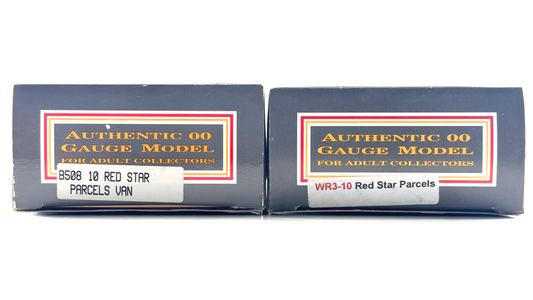 AUTHENTIC 00
GAUGE MODEL
FOR ADULT COLLECTORS
B508 10 RED STAR
PARCELS VAN
AUTHENTIC 00
GAUGE MODEL
FOR ADULT COLLECTORS
WR3-10 Red Star Parcels